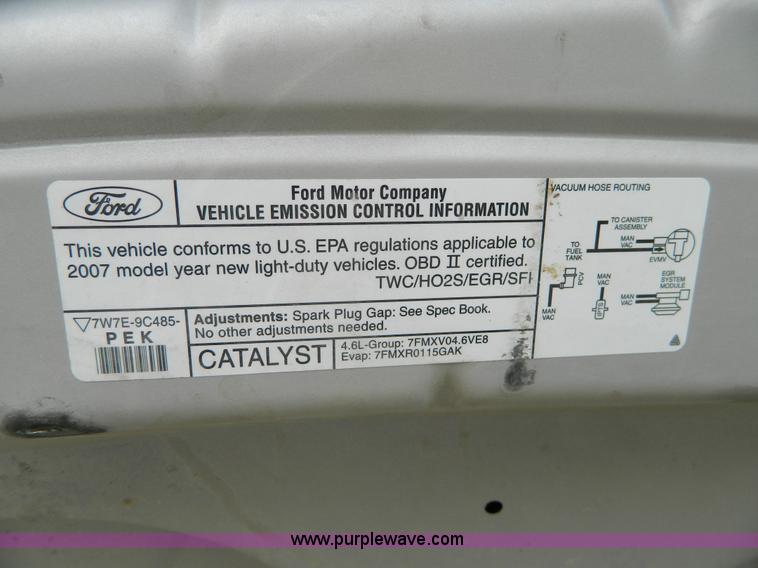 Ford
Ford Motor Company
VEHICLE EMISSION CONTROL INFORMATION
This vehicle conforms to U.S. EPA regulations applicable to
2007 model year new light-duty vehicles. OBD II certified.
TWC/HO2S/EGR/SFI
7W7E-9C485-
PEK
Adjustments: Spark Plug Gap: See Spec Book.
No other adjustments needed.
CATALYST
4.6L-Group: 7FMXV04.6VE8
Evap: 7FMXR0115GAK
VACUUM HOSE ROUTING
TO CANISTER
ASSEMBLY
MAN
VAC
EVMV
TO
FUEL
TANK
PCV
MAN
VAC
MAN
VAC
EGR
SYSTEM
MODULE
MAN
VAC
www.purplewave.com